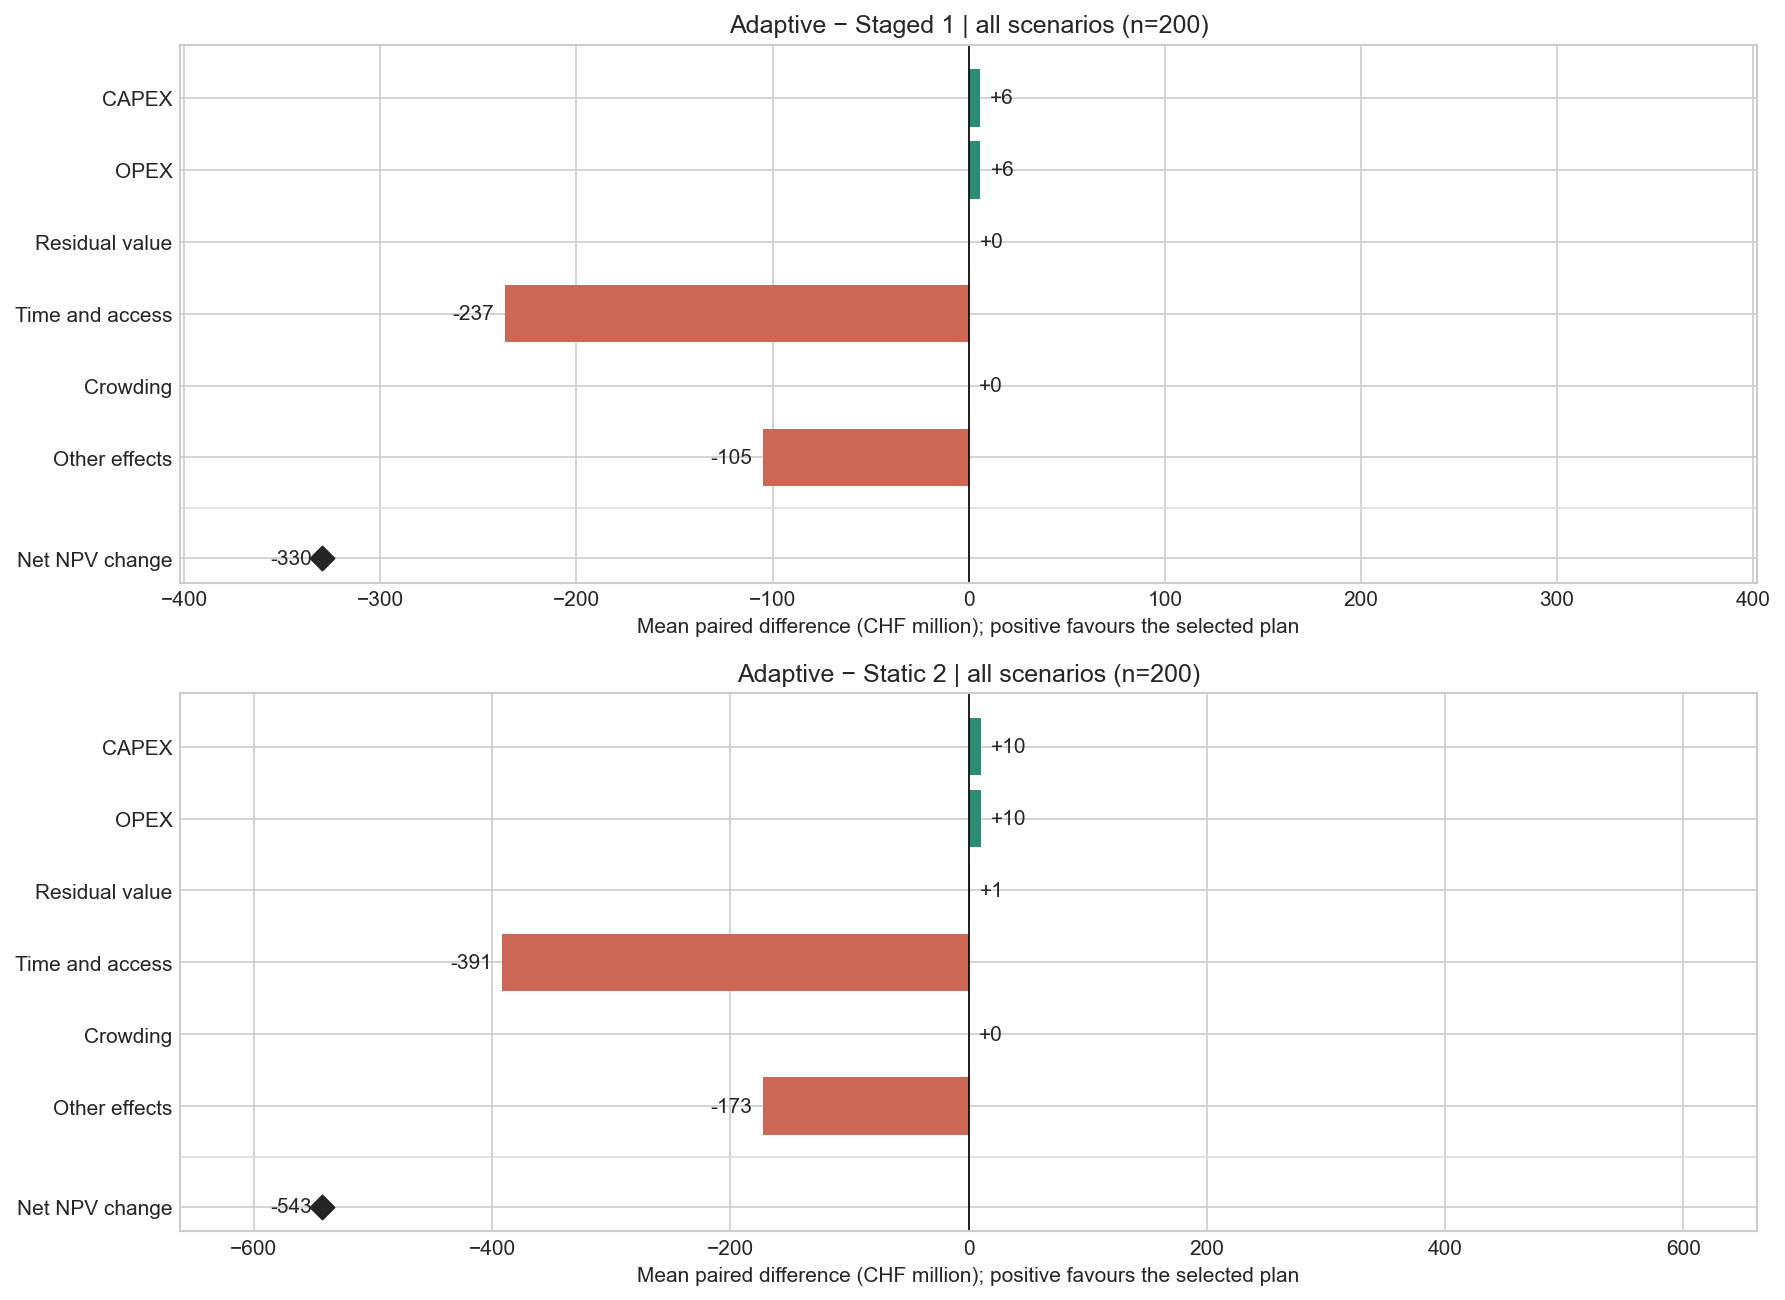 Adaptive − Staged 1 | all scenarios (n=200)
CAPEX
+6
OPEX
+6
Residual value
+0
Time and access
-237
Crowding
+0
Other effects
-105
Net NPV change
-330
−400 −300 −200 −100 0 100 200 300 400
Mean paired difference (CHF million); positive favours the selected plan
Adaptive − Static 2 | all scenarios (n=200)
CAPEX
+10
OPEX
+10
Residual value
+1
Time and access
-391
Crowding
+0
Other effects
-173
Net NPV change
-543
−600 −400 −200 0 200 400 600
Mean paired difference (CHF million); positive favours the selected plan